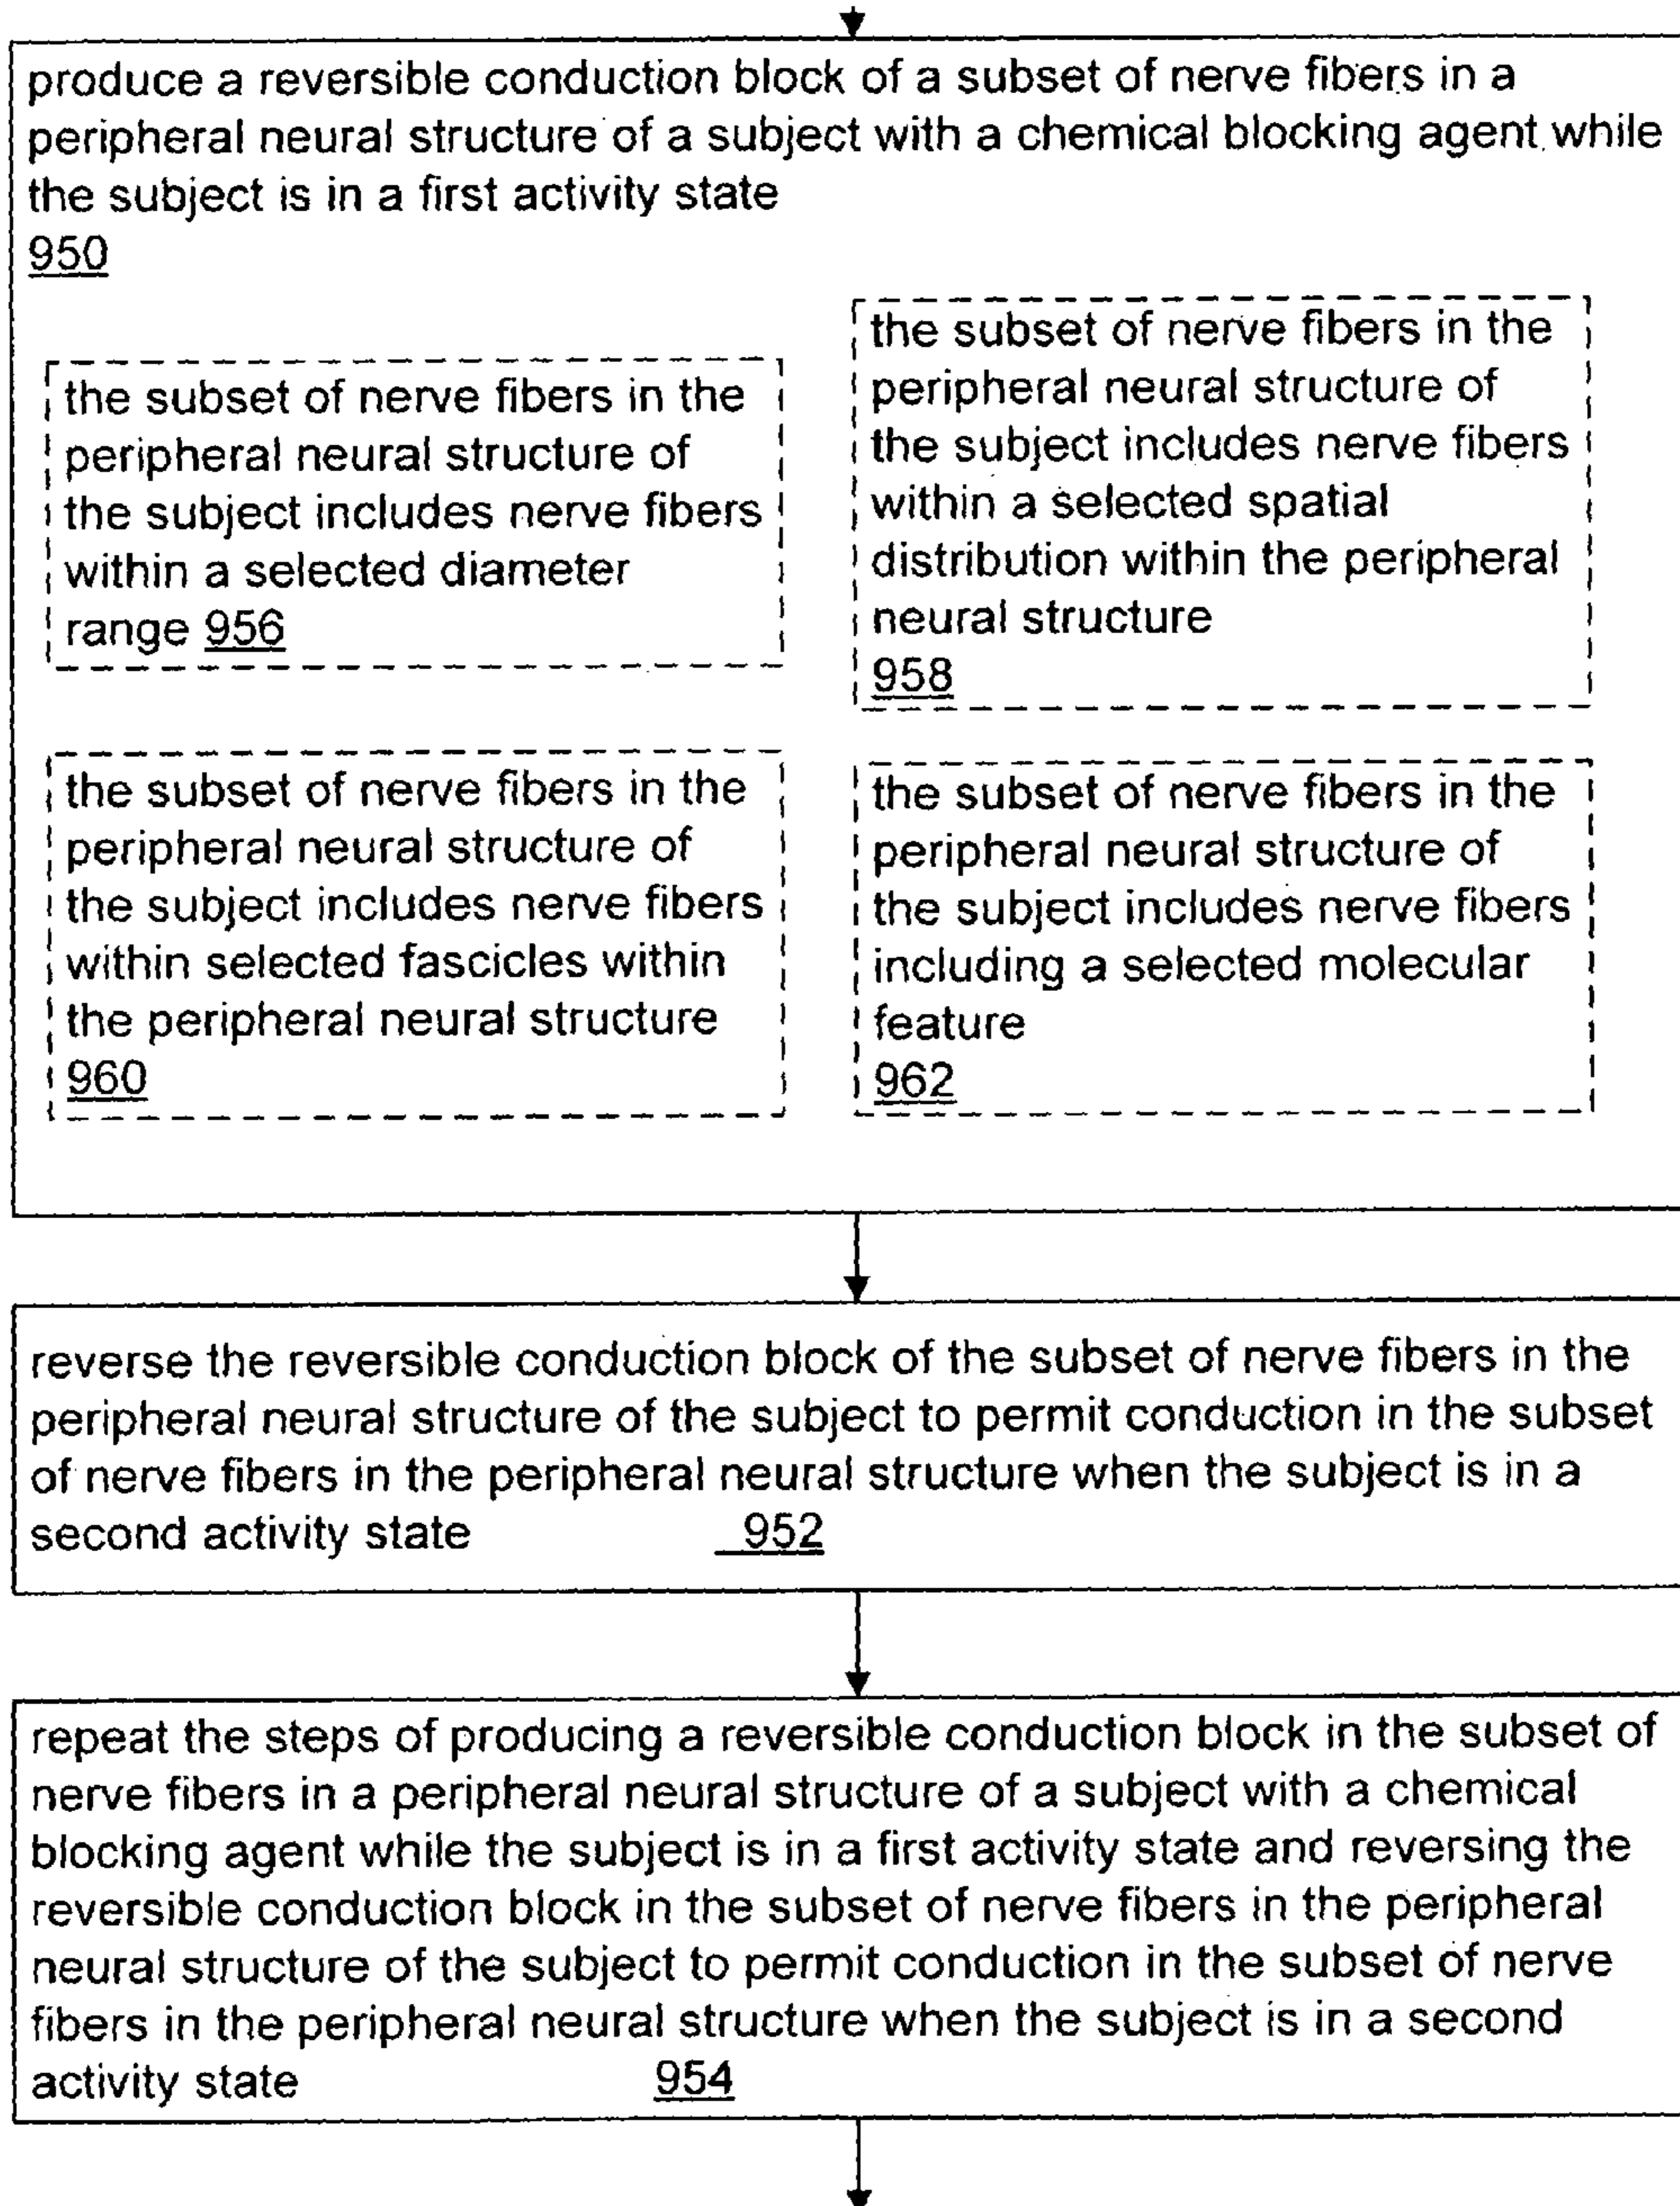 produce a reversible conduction block of a subset of nerve fibers in a
peripheral neural structure of a subject with a chemical blocking agent while
the subject is in a first activity state
950
the subset of nerve fibers in the
peripheral neural structure of
the subject includes nerve fibers
within a selected diameter
range 956
the subset of nerve fibers in the
peripheral neural structure of
the subject includes nerve fibers
within a selected spatial
distribution within the peripheral
neural structure
958
the subset of nerve fibers in the
peripheral neural structure of
the subject includes nerve fibers
within selected fascicles within
the peripheral neural structure
960
the subset of nerve fibers in the
peripheral neural structure of
the subject includes nerve fibers
including a selected molecular
feature
962
reverse the reversible conduction block of the subset of nerve fibers in the
peripheral neural structure of the subject to permit conduction in the subset
of nerve fibers in the peripheral neural structure when the subject is in a
second activity state 952
repeat the steps of producing a reversible conduction block in the subset of
nerve fibers in a peripheral neural structure of a subject with a chemical
blocking agent while the subject is in a first activity state and reversing the
reversible conduction block in the subset of nerve fibers in the peripheral
neural structure of the subject to permit conduction in the subset of nerve
fibers in the peripheral neural structure when the subject is in a second
activity state 954